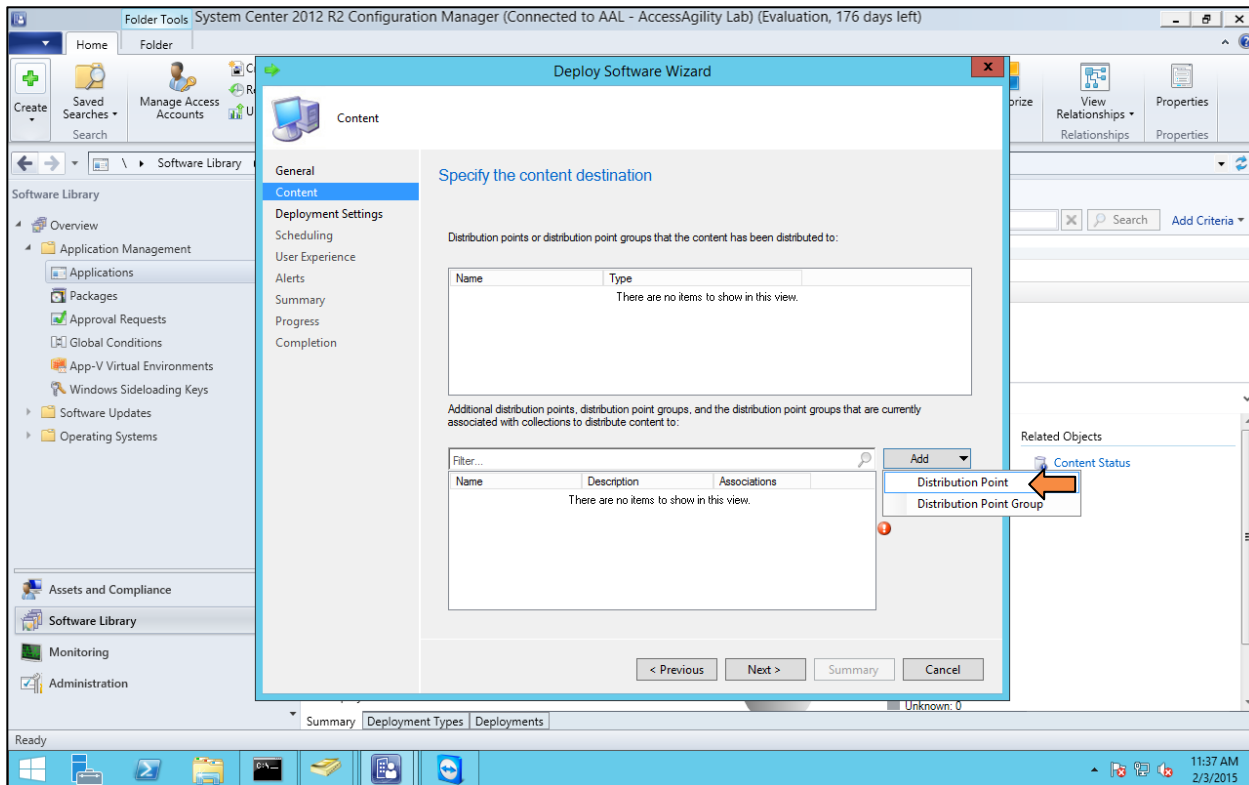 Folder Tools System Center 2012 R2 Configuration Manager (Connected to AAL - AccessAgility Lab) (Evaluation, 176 days left)
Home Folder
Create
Saved Searches
Search
Manage Access Accounts
View Relationships
Relationships
Properties
Properties
\ Software Library
Software Library
Overview
Application Management
Applications
Packages
Approval Requests
Global Conditions
App-V Virtual Environments
Windows Sideloading Keys
Software Updates
Operating Systems
Assets and Compliance
Software Library
Monitoring
Administration
Ready
Search Add Criteria
Related Objects
Content Status
Deploy Software Wizard
x
Content
General
Content
Deployment Settings
Scheduling
User Experience
Alerts
Summary
Progress
Completion
Specify the content destination
Distribution points or distribution point groups that the content has been distributed to:
Name Type
There are no items to show in this view.
Additional distribution points, distribution point groups, and the distribution point groups that are currently
associated with collections to distribute content to:
Filter...
Add
Distribution Point
Distribution Point Group
Name Description Associations
There are no items to show in this view.
< Previous Next > Summary Cancel
Unknown: 0
Summary Deployment Types Deployments
11:37 AM
2/3/2015